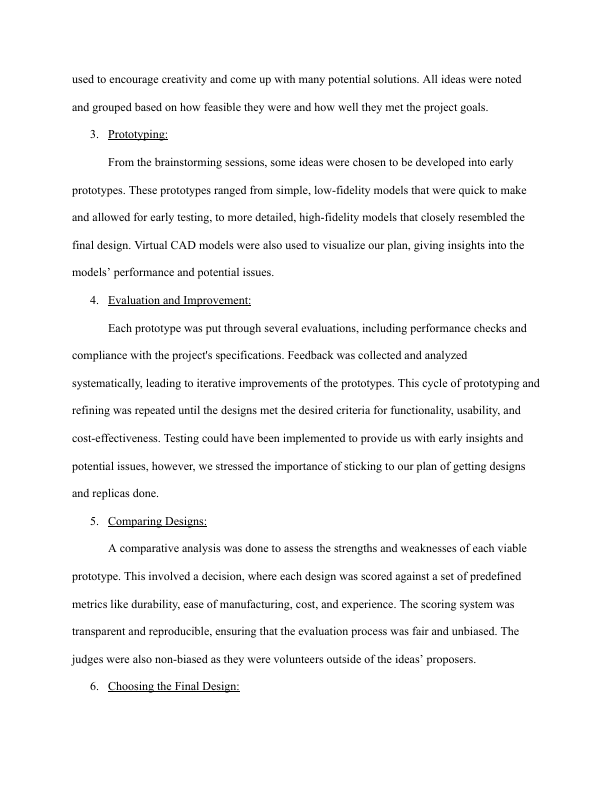 used to encourage creativity and come up with many potential solutions. All ideas were noted
and grouped based on how feasible they were and how well they met the project goals.
3. Prototyping:
From the brainstorming sessions, some ideas were chosen to be developed into early
prototypes. These prototypes ranged from simple, low-fidelity models that were quick to make
and allowed for early testing, to more detailed, high-fidelity models that closely resembled the
final design. Virtual CAD models were also used to visualize our plan, giving insights into the
models’ performance and potential issues.
4. Evaluation and Improvement:
Each prototype was put through several evaluations, including performance checks and
compliance with the project's specifications. Feedback was collected and analyzed
systematically, leading to iterative improvements of the prototypes. This cycle of prototyping and
refining was repeated until the designs met the desired criteria for functionality, usability, and
cost-effectiveness. Testing could have been implemented to provide us with early insights and
potential issues, however, we stressed the importance of sticking to our plan of getting designs
and replicas done.
5. Comparing Designs:
A comparative analysis was done to assess the strengths and weaknesses of each viable
prototype. This involved a decision, where each design was scored against a set of predefined
metrics like durability, ease of manufacturing, cost, and experience. The scoring system was
transparent and reproducible, ensuring that the evaluation process was fair and unbiased. The
judges were also non-biased as they were volunteers outside of the ideas’ proposers.
6. Choosing the Final Design: